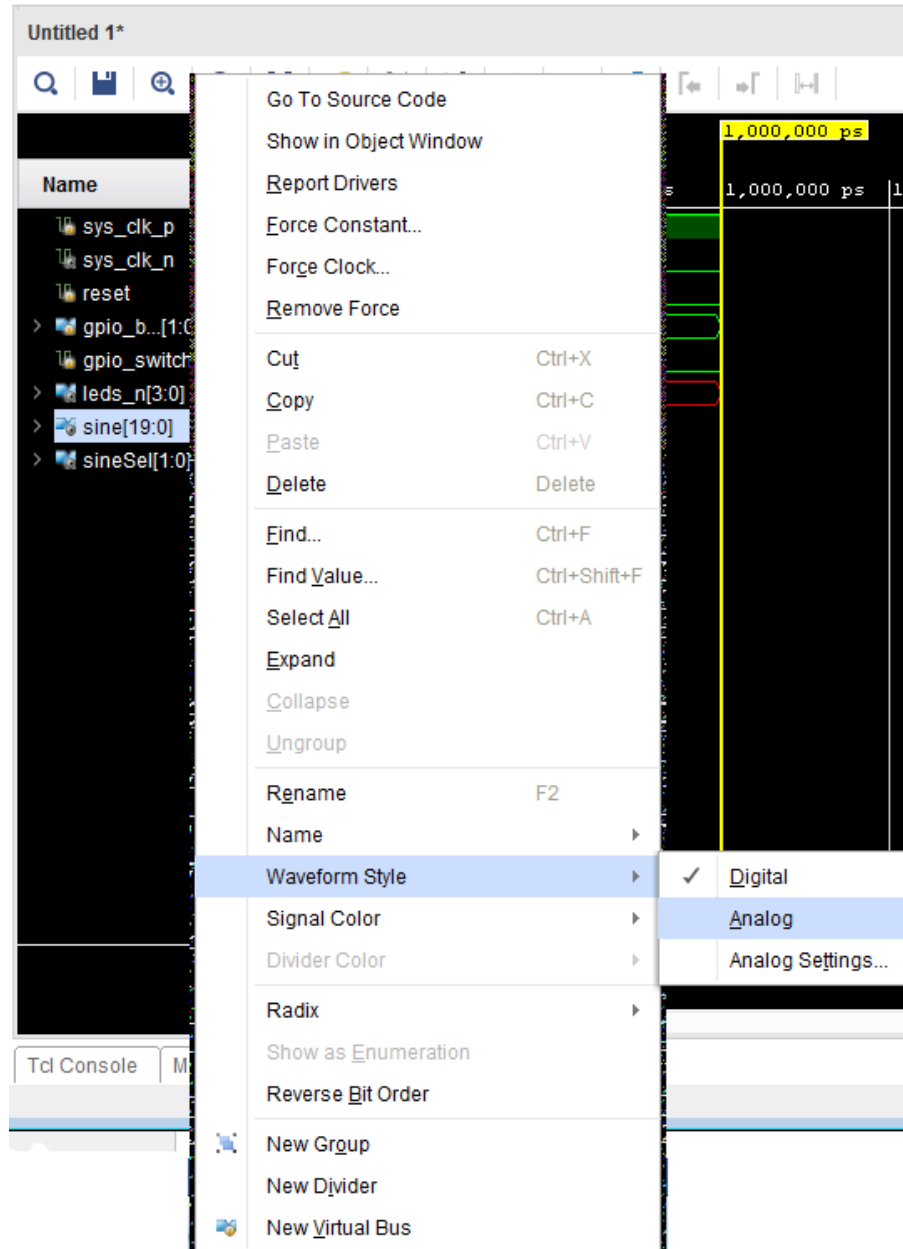 Untitled 1*
1,000,000 ps
Name
s 1,000,000 ps 1
sys_clk_p
sys_clk_n
reset
gpio_b...[1:0
gpio_switch
leds_n[3:0]
sine[19:0]
sineSel[1:0]
Go To Source Code
Show in Object Window
Report Drivers
Force Constant...
Force Clock...
Remove Force
Cut Ctrl+X
Copy Ctrl+C
Paste Ctrl+V
Delete Delete
Find... Ctrl+F
Find Value... Ctrl+Shift+F
Select All Ctrl+A
Expand
Collapse
Ungroup
Rename F2
Name
Waveform Style
Signal Color
Divider Color
Radix
Show as Enumeration
Reverse Bit Order
New Group
New Divider
New Virtual Bus
Digital
Analog
Analog Settings...
Tcl Console M